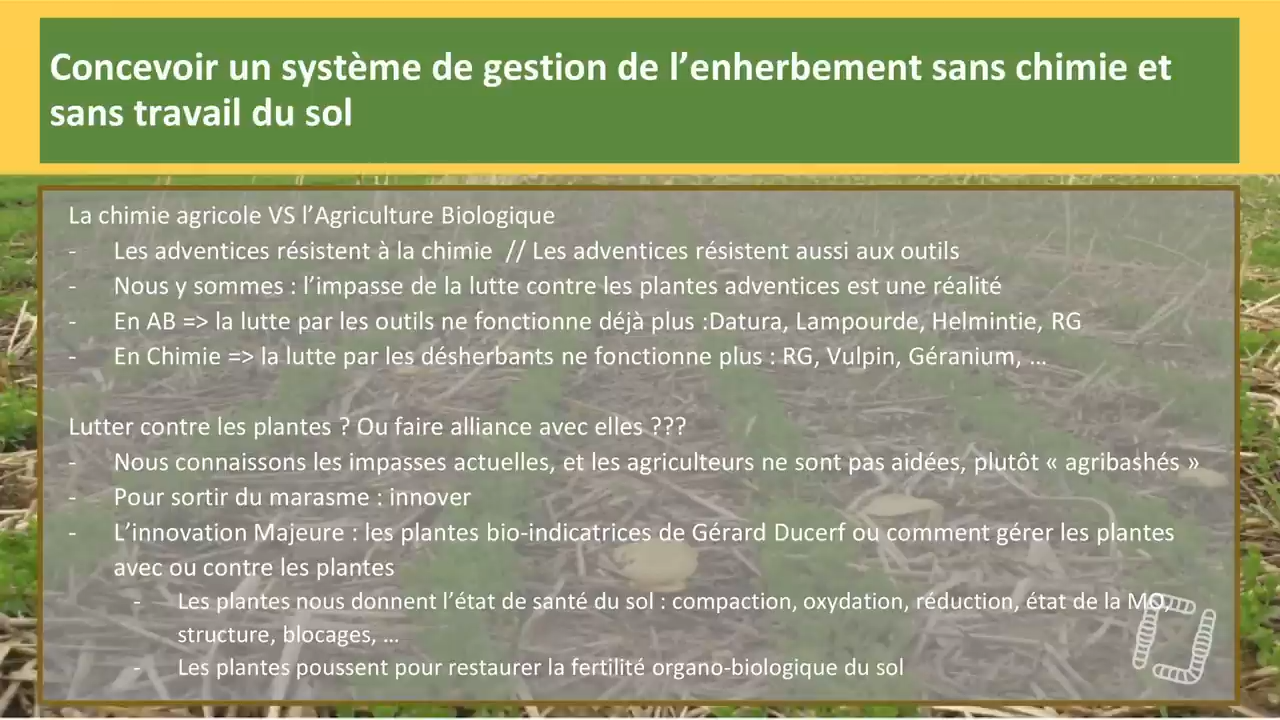 Concevoir un système de gestion de l’enherbement sans chimie et
sans travail du sol
La chimie agricole VS l’Agriculture Biologique
- Les adventices résistent à la chimie // Les adventices résistent aussi aux outils
- Nous y sommes : l’impasse de la lutte contre les plantes adventices est une réalité
- En AB => la lutte par les outils ne fonctionne déjà plus :Datura, Lampourde, Helmintie, RG
- En Chimie => la lutte par les désherbants ne fonctionne plus : RG, Vulpin, Géranium, …
Lutter contre les plantes ? Ou faire alliance avec elles ???
- Nous connaissons les impasses actuelles, et les agriculteurs ne sont pas aidées, plutôt « agribashés »
- Pour sortir du marasme : innover
- L’innovation Majeure : les plantes bio-indicatrices de Gérard Ducerf ou comment gérer les plantes
avec ou contre les plantes
- Les plantes nous donnent l’état de santé du sol : compaction, oxydation, réduction, état de la MO,
structure, blocages, …
- Les plantes poussent pour restaurer la fertilité organo-biologique du sol